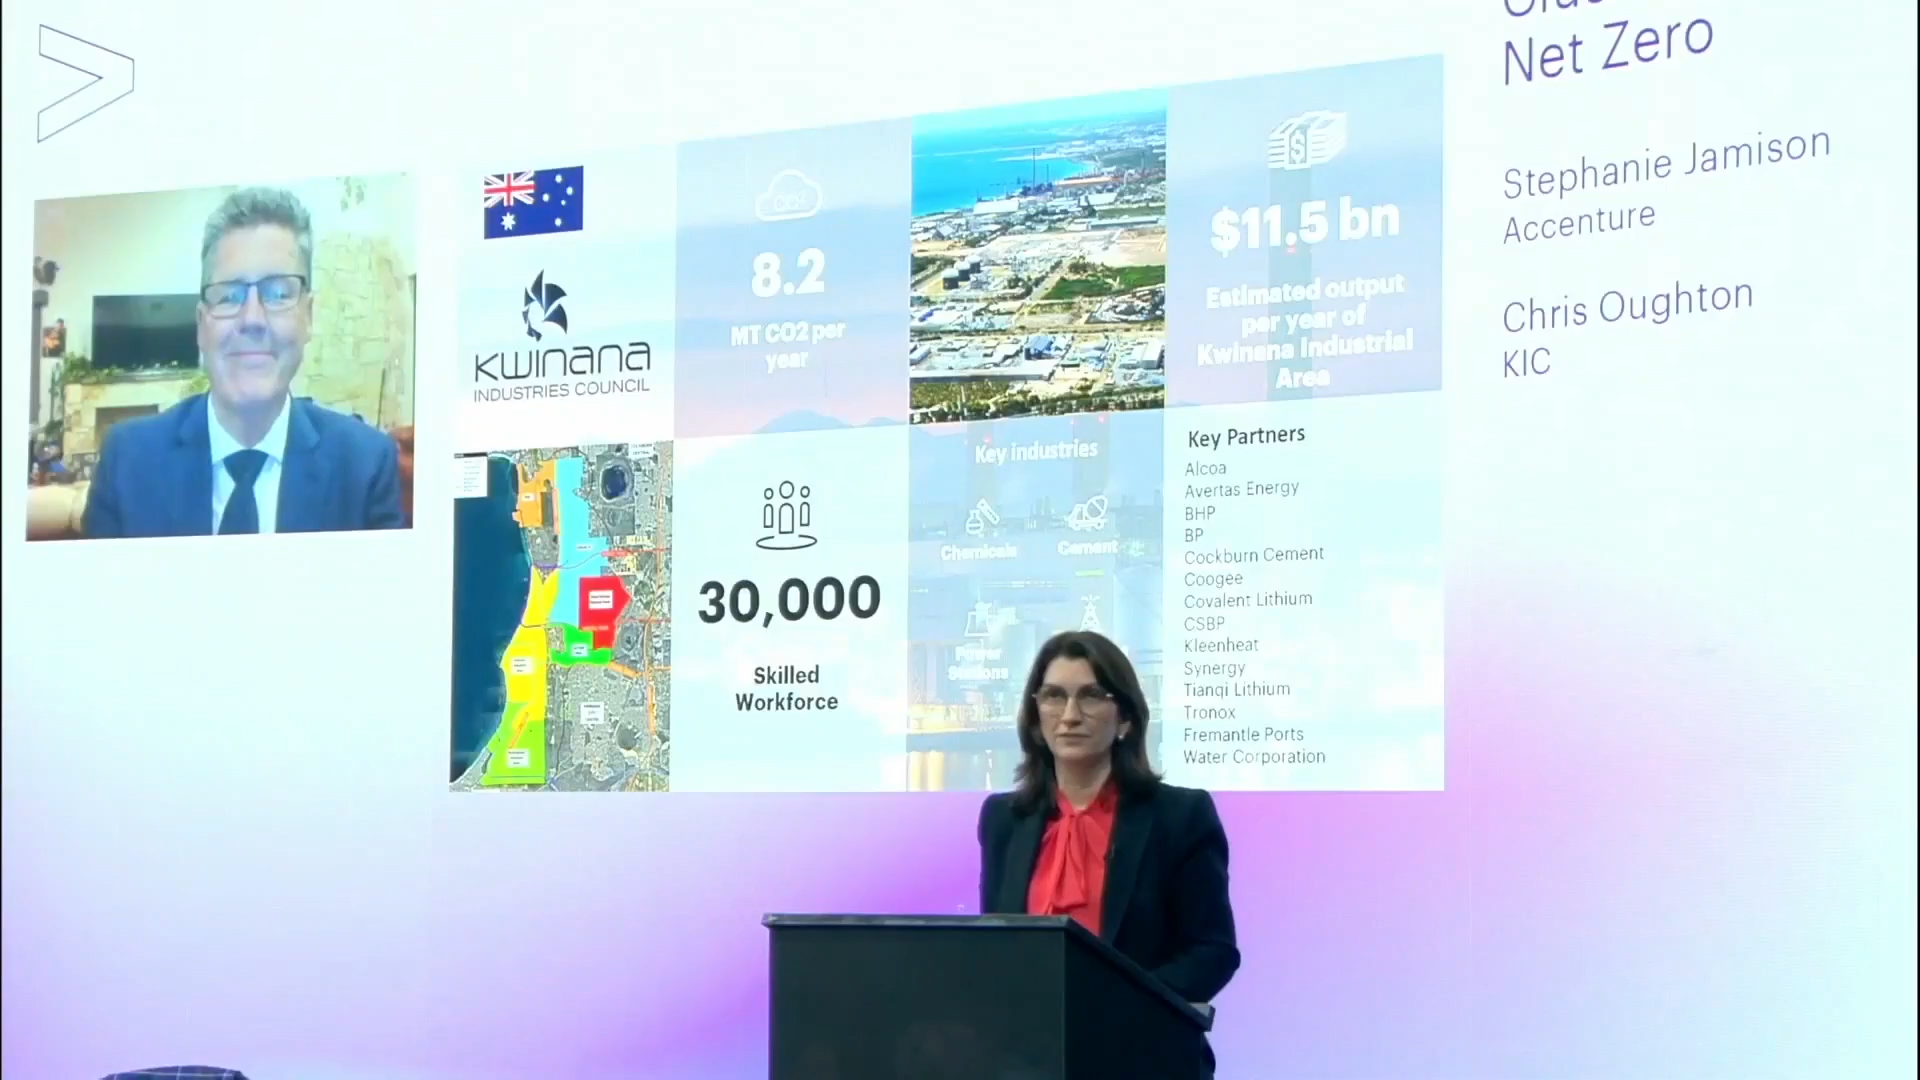 Net Zero
Stephanie Jamison
Accenture
Chris Oughton
KIC
KWINANA
INDUSTRIES COUNCIL
8.2
MT CO2 per
year
$11.5 bn
Estimated output
per year of
Kwinana Industrial
Area
30,000
Skilled
Workforce
Key industries
Chemicals
Cement
Power
Stations
Key Partners
Alcoa
Avertas Energy
BHP
BP
Cockburn Cement
Coogee
Covalent Lithium
CSBP
Kleenheat
Synergy
Tianqi Lithium
Tronox
Fremantle Ports
Water Corporation